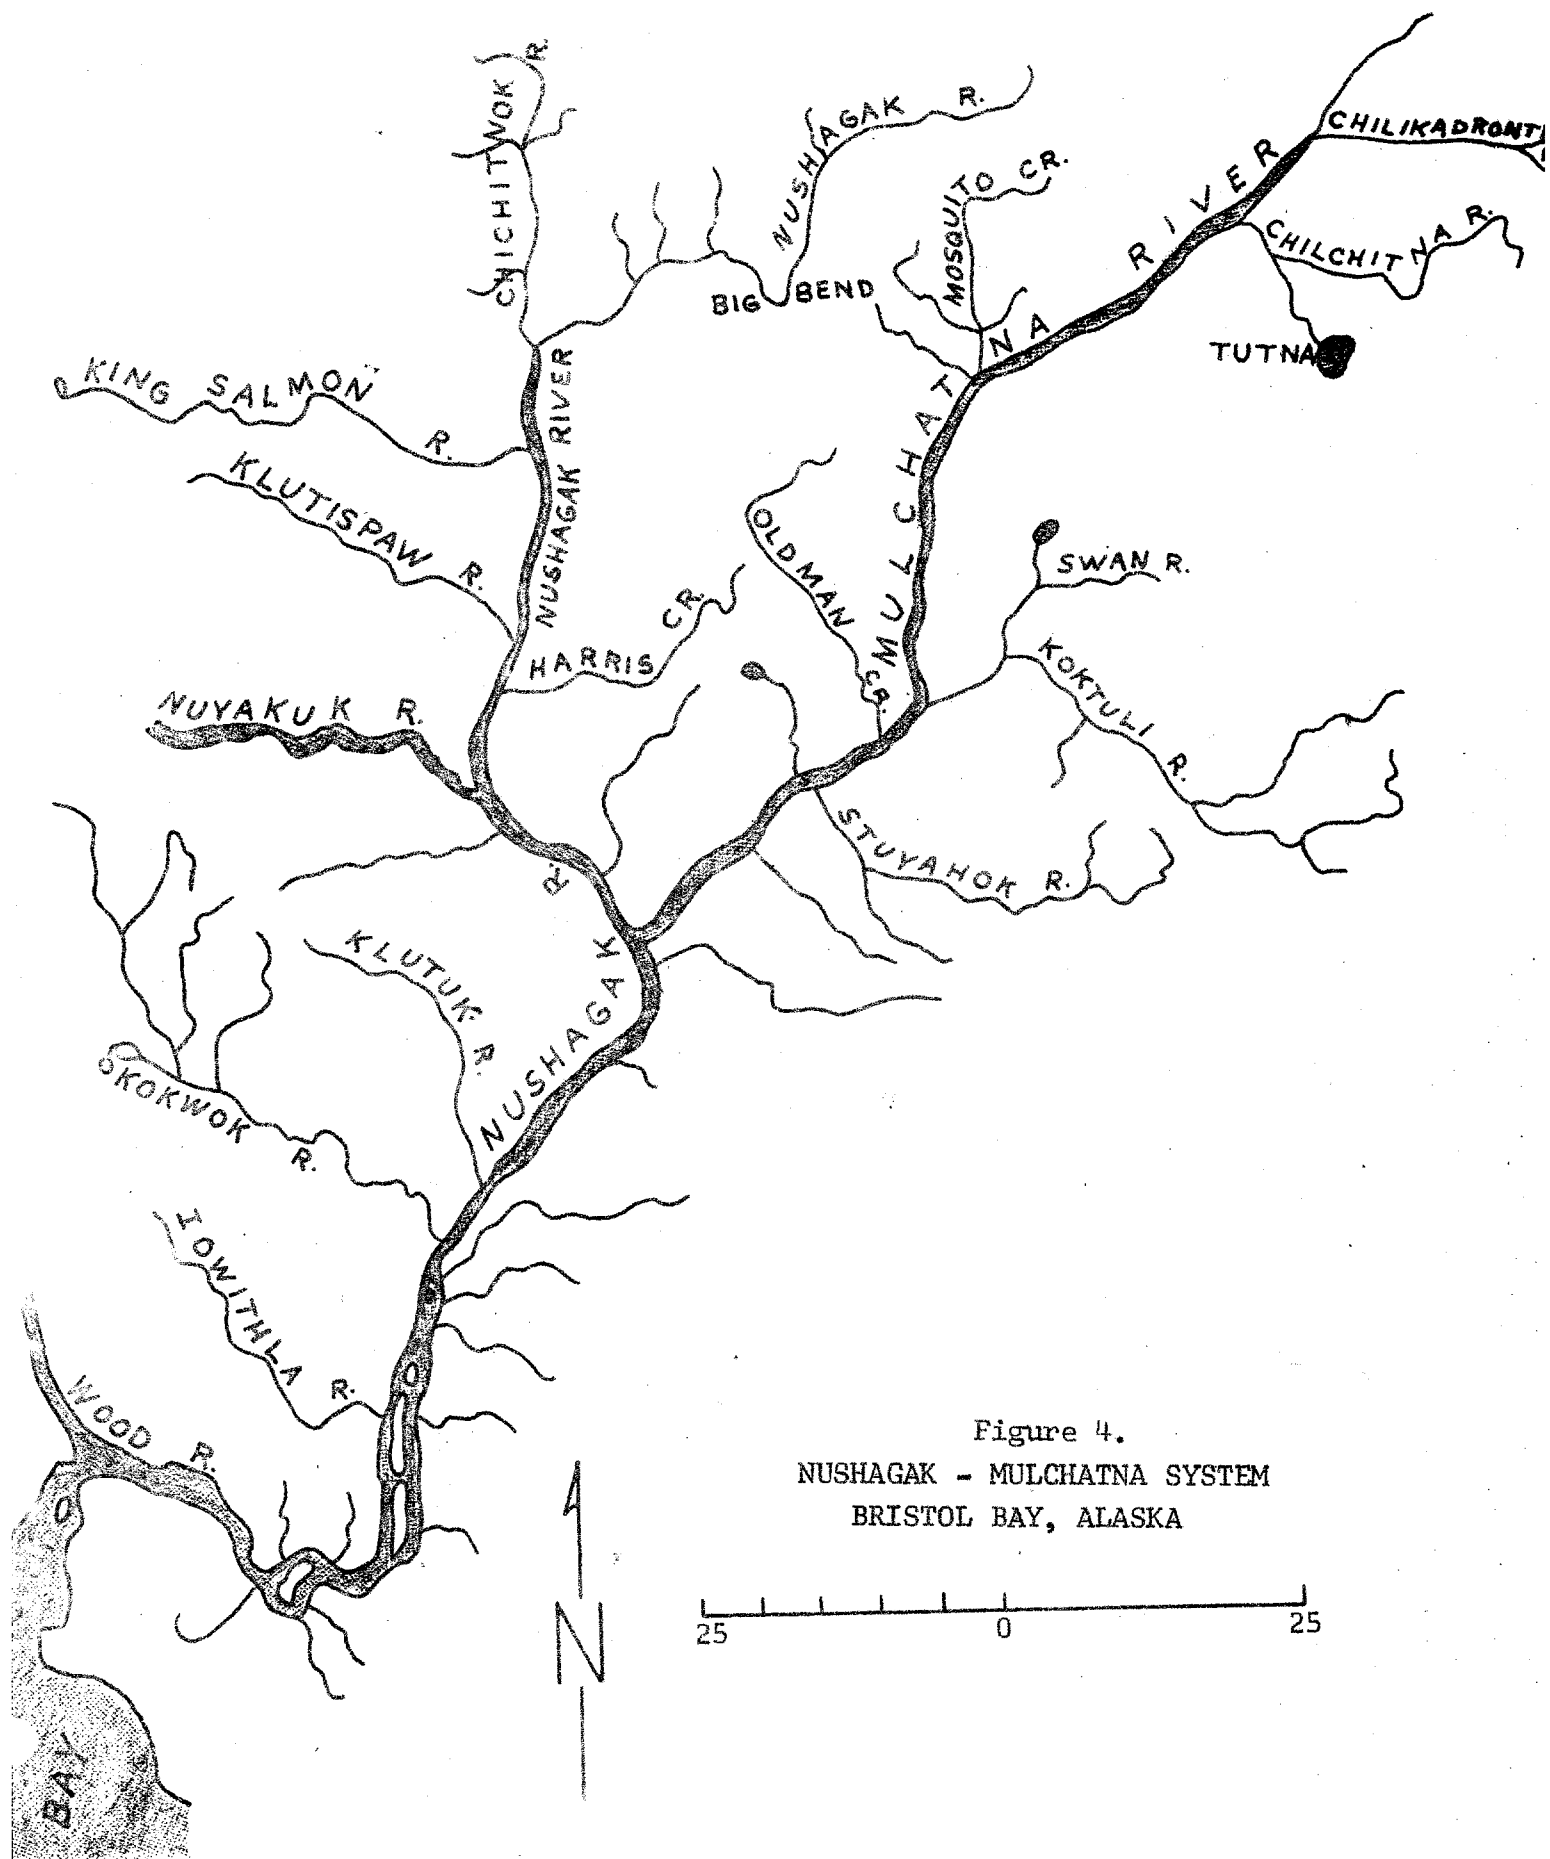 CHICHITNOK R.
NUSHAGAK R.
MOSQUITO CR.
CHILIKADRONT
CHILCHITNA R.
TUTNA
BIG BEND
MULCHATNA RIVER
KING SALMON R.
NUSHAGAK RIVER
KLUTISPAW R.
OLDMAN CR.
SWAN R.
HARRIS CR.
KOKTULI R.
NUYAKUK R.
STUYAHOK R.
NUSHAGAK R.
KLUTUK R.
KOKWOK R.
IOWITHLA R.
WOOD R.
Figure 4.
NUSHAGAK - MULCHATNA SYSTEM
BRISTOL BAY, ALASKA
N
25 0 25
BAY